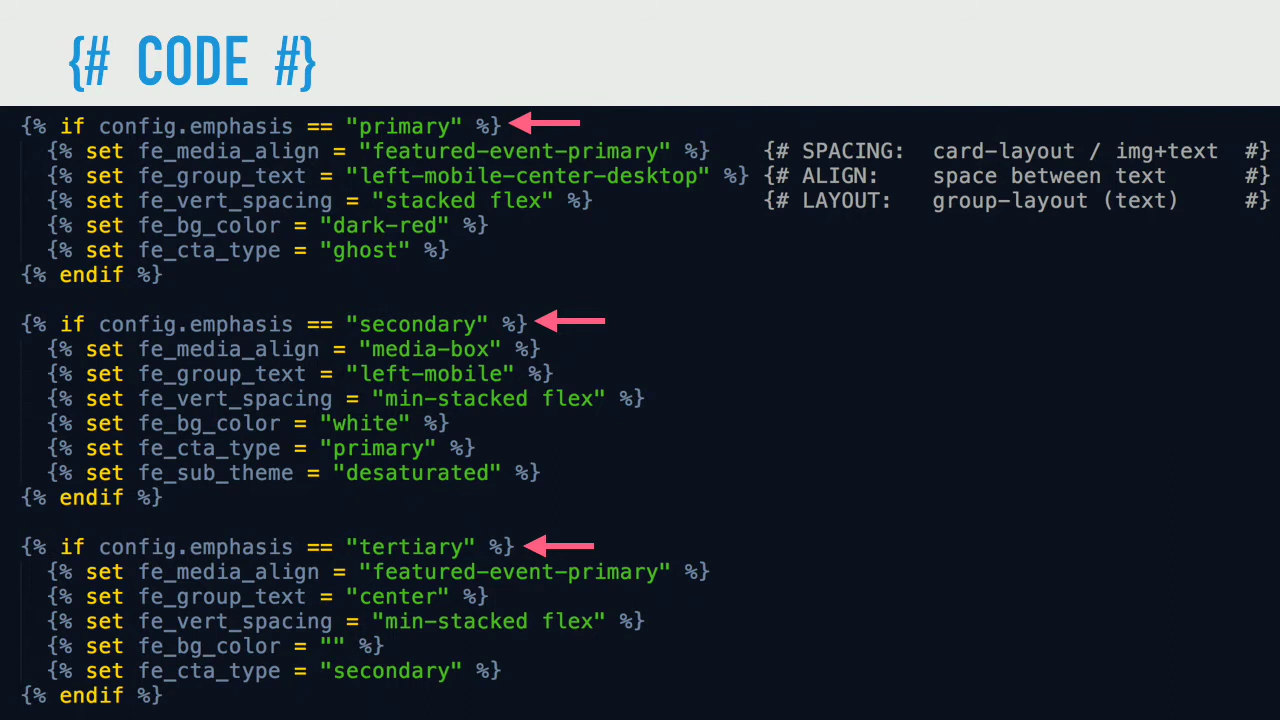 {# CODE #}
{% if config.emphasis == "primary" %}
{% set fe_media_align = "featured-event-primary" %} {# SPACING: card-layout / img+text #}
{% set fe_group_text = "left-mobile-center-desktop" %} {# ALIGN: space between text #}
{% set fe_vert_spacing = "stacked flex" %} {# LAYOUT: group-layout (text) #}
{% set fe_bg_color = "dark-red" %}
{% set fe_cta_type = "ghost" %}
{% endif %}
{% if config.emphasis == "secondary" %}
{% set fe_media_align = "media-box" %}
{% set fe_group_text = "left-mobile" %}
{% set fe_vert_spacing = "min-stacked flex" %}
{% set fe_bg_color = "white" %}
{% set fe_cta_type = "primary" %}
{% set fe_sub_theme = "desaturated" %}
{% endif %}
{% if config.emphasis == "tertiary" %}
{% set fe_media_align = "featured-event-primary" %}
{% set fe_group_text = "center" %}
{% set fe_vert_spacing = "min-stacked flex" %}
{% set fe_bg_color = "" %}
{% set fe_cta_type = "secondary" %}
{% endif %}